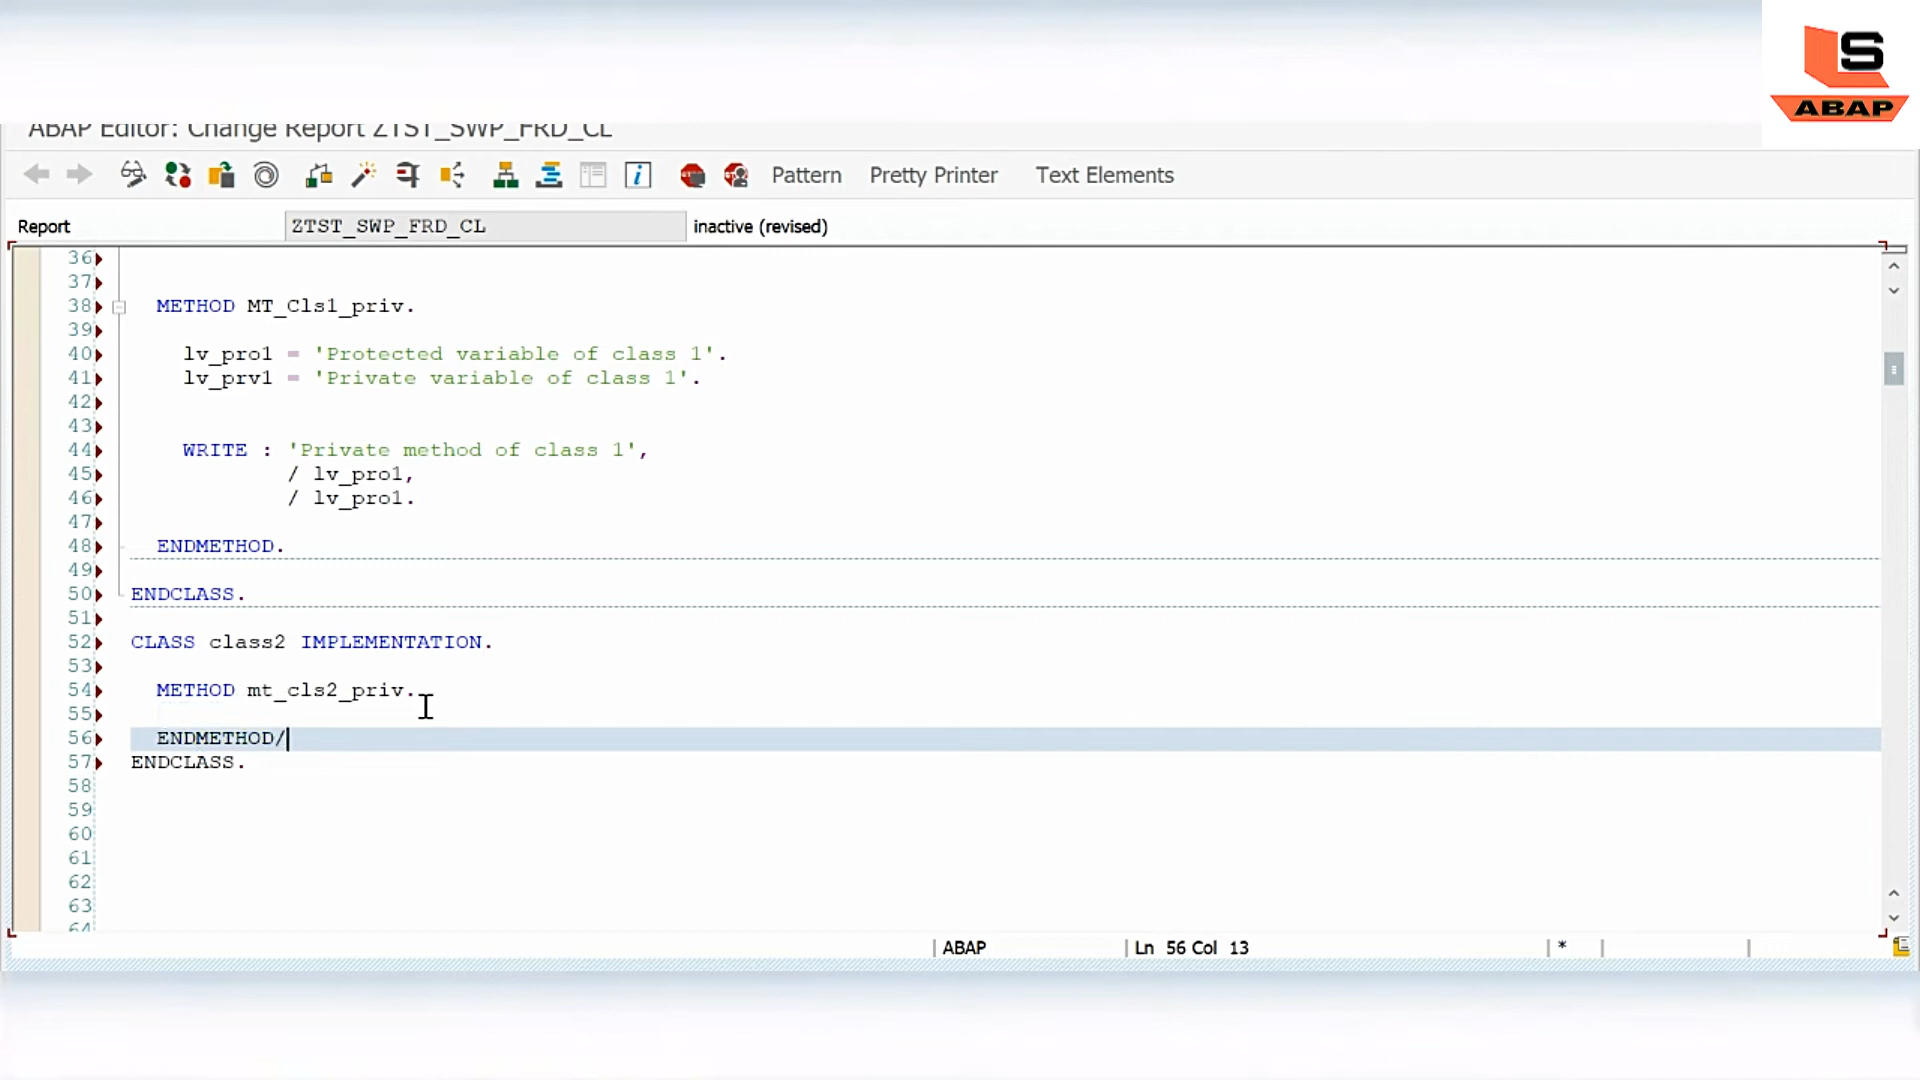 LS
ABAP
ABAP Editor: Change Report ZTST_SWP_FRD_CL
Pattern Pretty Printer Text Elements
Report ZTST_SWP_FRD_CL inactive (revised)
36
37
38 METHOD MT_Cls1_priv.
39
40 lv_pro1 = 'Protected variable of class 1'.
41 lv_prv1 = 'Private variable of class 1'.
42
43
44 WRITE : 'Private method of class 1',
45 / lv_pro1,
46 / lv_pro1.
47
48 ENDMETHOD.
49
50 ENDCLASS.
51
52 CLASS class2 IMPLEMENTATION.
53
54 METHOD mt_cls2_priv.
55
56 ENDMETHOD/
57 ENDCLASS.
58
59
60
61
62
63
64
ABAP Ln 56 Col 13 *